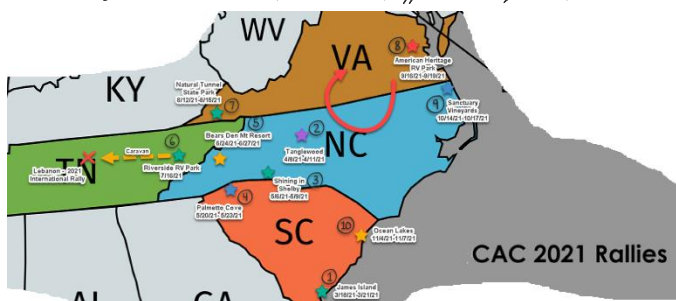 WV
VA
8
American Heritage
RV Park
9/16/21-9/19/21
KY
Natural Tunnel
State Park
8/12/21-8/18/21
7
9
Sanctuary
Vineyards
10/14/21-10/17/21
5
Bears Den Mt Resort
6/24/21-6/27/21
2
NC
Tanglewood
4/8/21-4/11/21
6
Caravan
TN
Lebanon - 2021
International Rally
Riverside RV Park
7/16/21
Shining in
Shelby
5/6/21-5/9/21
3
4
Palmetto Cove
5/20/21-5/23/21
SC
10
Ocean Lakes
11/4/21-11/7/21
CAC 2021 Rallies
1
James Island
3/18/21-3/21/21
AL
GA